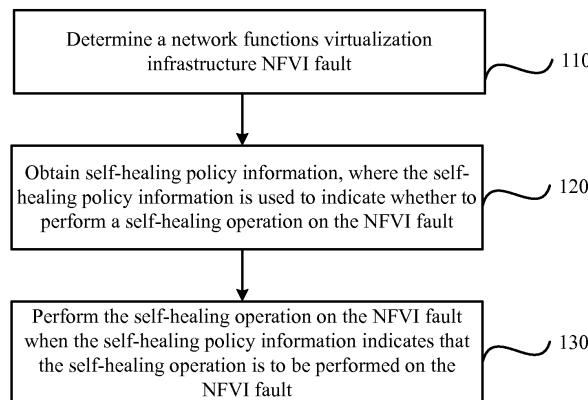 Determine a network functions virtualization
infrastructure NFVI fault
110
Obtain self-healing policy information, where the self-
healing policy information is used to indicate whether to
perform a self-healing operation on the NFVI fault
120
Perform the self-healing operation on the NFVI fault
when the self-healing policy information indicates that
the self-healing operation is to be performed on the
NFVI fault
130